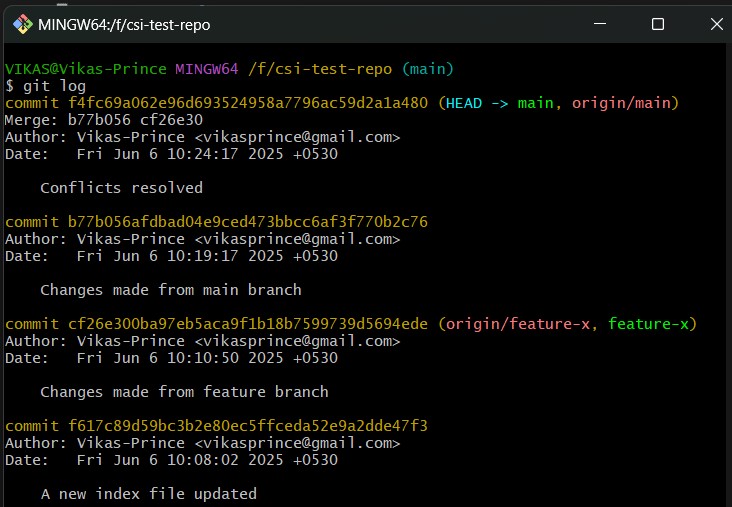 MINGW64:/f/csi-test-repo
VIKAS@Vikas-Prince MINGW64 /f/csi-test-repo (main)
$ git log
commit f4fc69a062e96d693524958a7796ac59d2a1a480 (HEAD -> main, origin/main)
Merge: b77b056 cf26e30
Author: Vikas-Prince <vikasprince@gmail.com>
Date:   Fri Jun 6 10:24:17 2025 +0530
    Conflicts resolved
commit b77b056afdbad04e9ced473bbcc6af3f770b2c76
Author: Vikas-Prince <vikasprince@gmail.com>
Date:   Fri Jun 6 10:19:17 2025 +0530
    Changes made from main branch
commit cf26e300ba97eb5aca9f1b18b7599739d5694ede (origin/feature-x, feature-x)
Author: Vikas-Prince <vikasprince@gmail.com>
Date:   Fri Jun 6 10:10:50 2025 +0530
    Changes made from feature branch
commit f617c89d59bc3b2e80ec5ffceda52e9a2dde47f3
Author: Vikas-Prince <vikasprince@gmail.com>
Date:   Fri Jun 6 10:08:02 2025 +0530
    A new index file updated